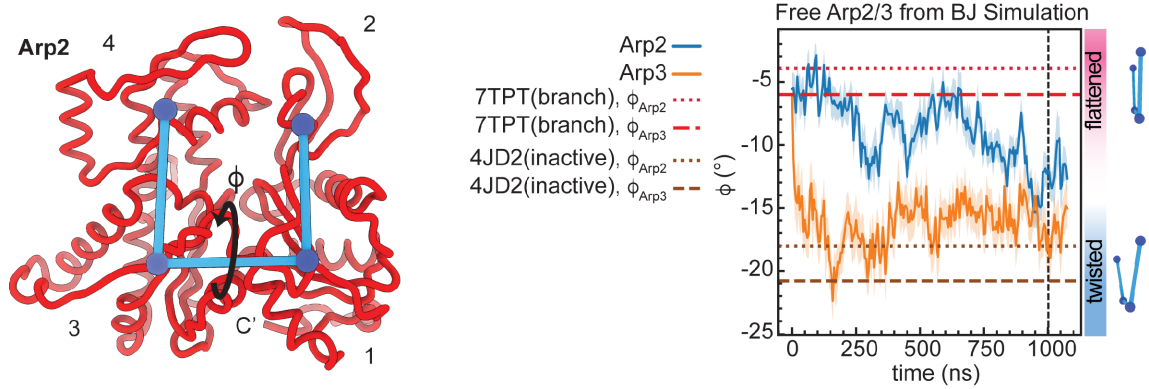 Arp2
4
2
ϕ
3
C'
1
Free Arp2/3 from BJ Simulation
Arp2
Arp3
7TPT(branch), ϕArp2
7TPT(branch), ϕArp3
4JD2(inactive), ϕArp2
4JD2(inactive), ϕArp3
ϕ (°)
-5
-10
-15
-20
-25
0 250 500 750 1000
time (ns)
flattened
twisted